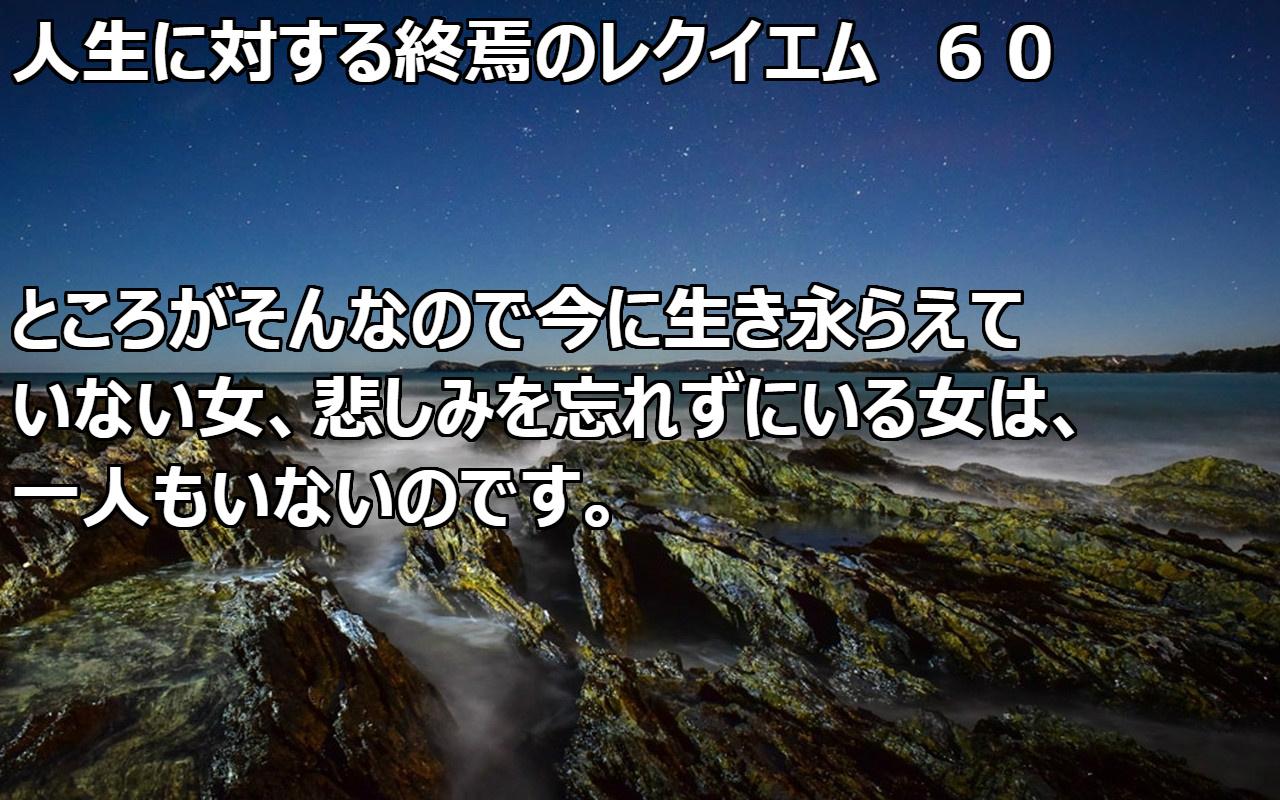 人生に対する終焉のレクイエム　６０
ところがそんなので今に生き永らえて
いない女、悲しみを忘れずにいる女は、
一人もいないのです。